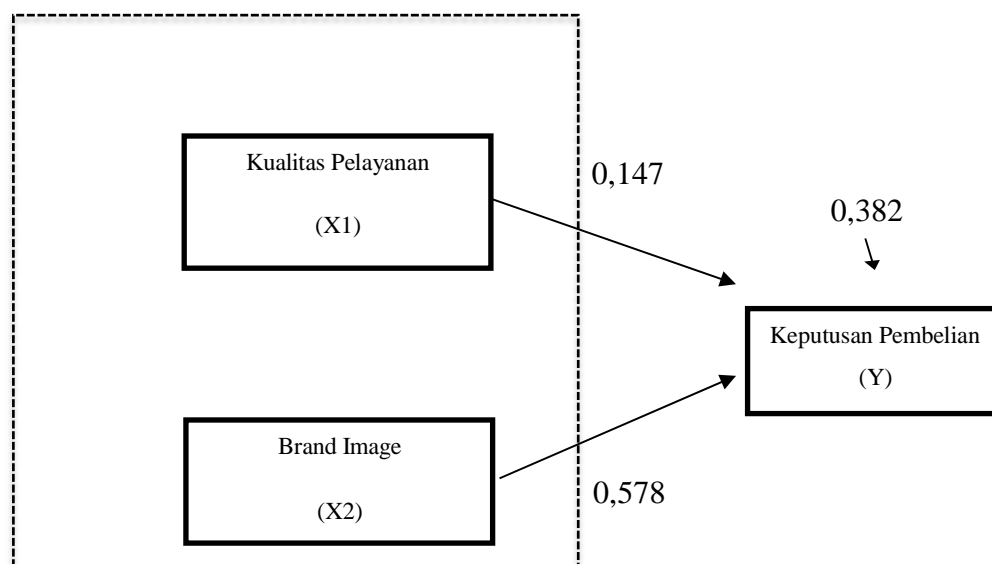 Kualitas Pelayanan
(X1)
0,147
0,382
Keputusan Pembelian
(Y)
Brand Image
(X2)
0,578